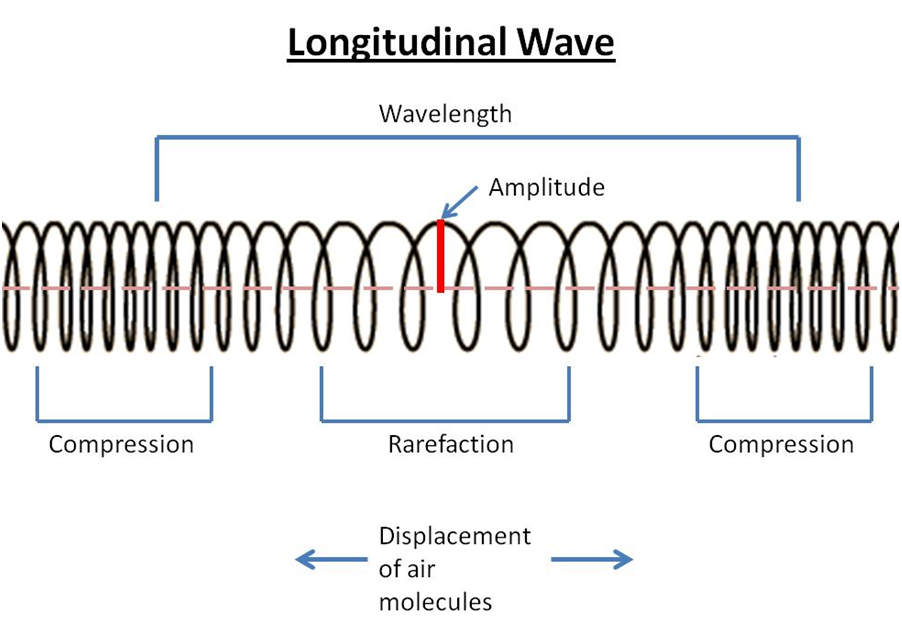 Longitudinal Wave
Wavelength
Amplitude
Compression
Rarefaction
Compression
Displacement
of air
molecules